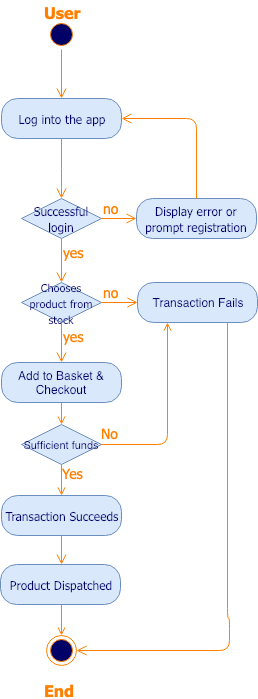 User
Log into the app
Successful
login
no
Display error or
prompt registration
yes
Chooses
product from
stock
no
Transaction Fails
yes
Add to Basket &
Checkout
Sufficient funds
No
Yes
Transaction Succeeds
Product Dispatched
End